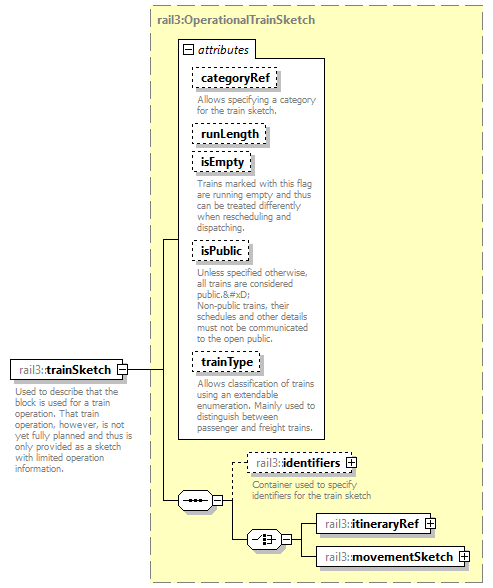 rail3:OperationalTrainSketch
attributes
categoryRef
Allows specifying a category
for the train sketch.
runLength
isEmpty
Trains marked with this flag
are running empty and thus
can be treated differently
when rescheduling and
dispatching.
isPublic
Unless specified otherwise,
all trains are considered
public.&#xD;
Non-public trains, their
schedules and other details
must not be communicated
to the open public.
trainType
Allows classification of trains
using an extendable
enumeration. Mainly used to
distinguish between
passenger and freight trains.
rail3::trainSketch
Used to describe that the
block is used for a train
operation. That train
operation, however, is not
yet fully planned and thus is
only provided as a sketch
with limited operation
information.
rail3::identifiers
Container used to specify
identifiers for the train sketch
rail3::itineraryRef
rail3::movementSketch